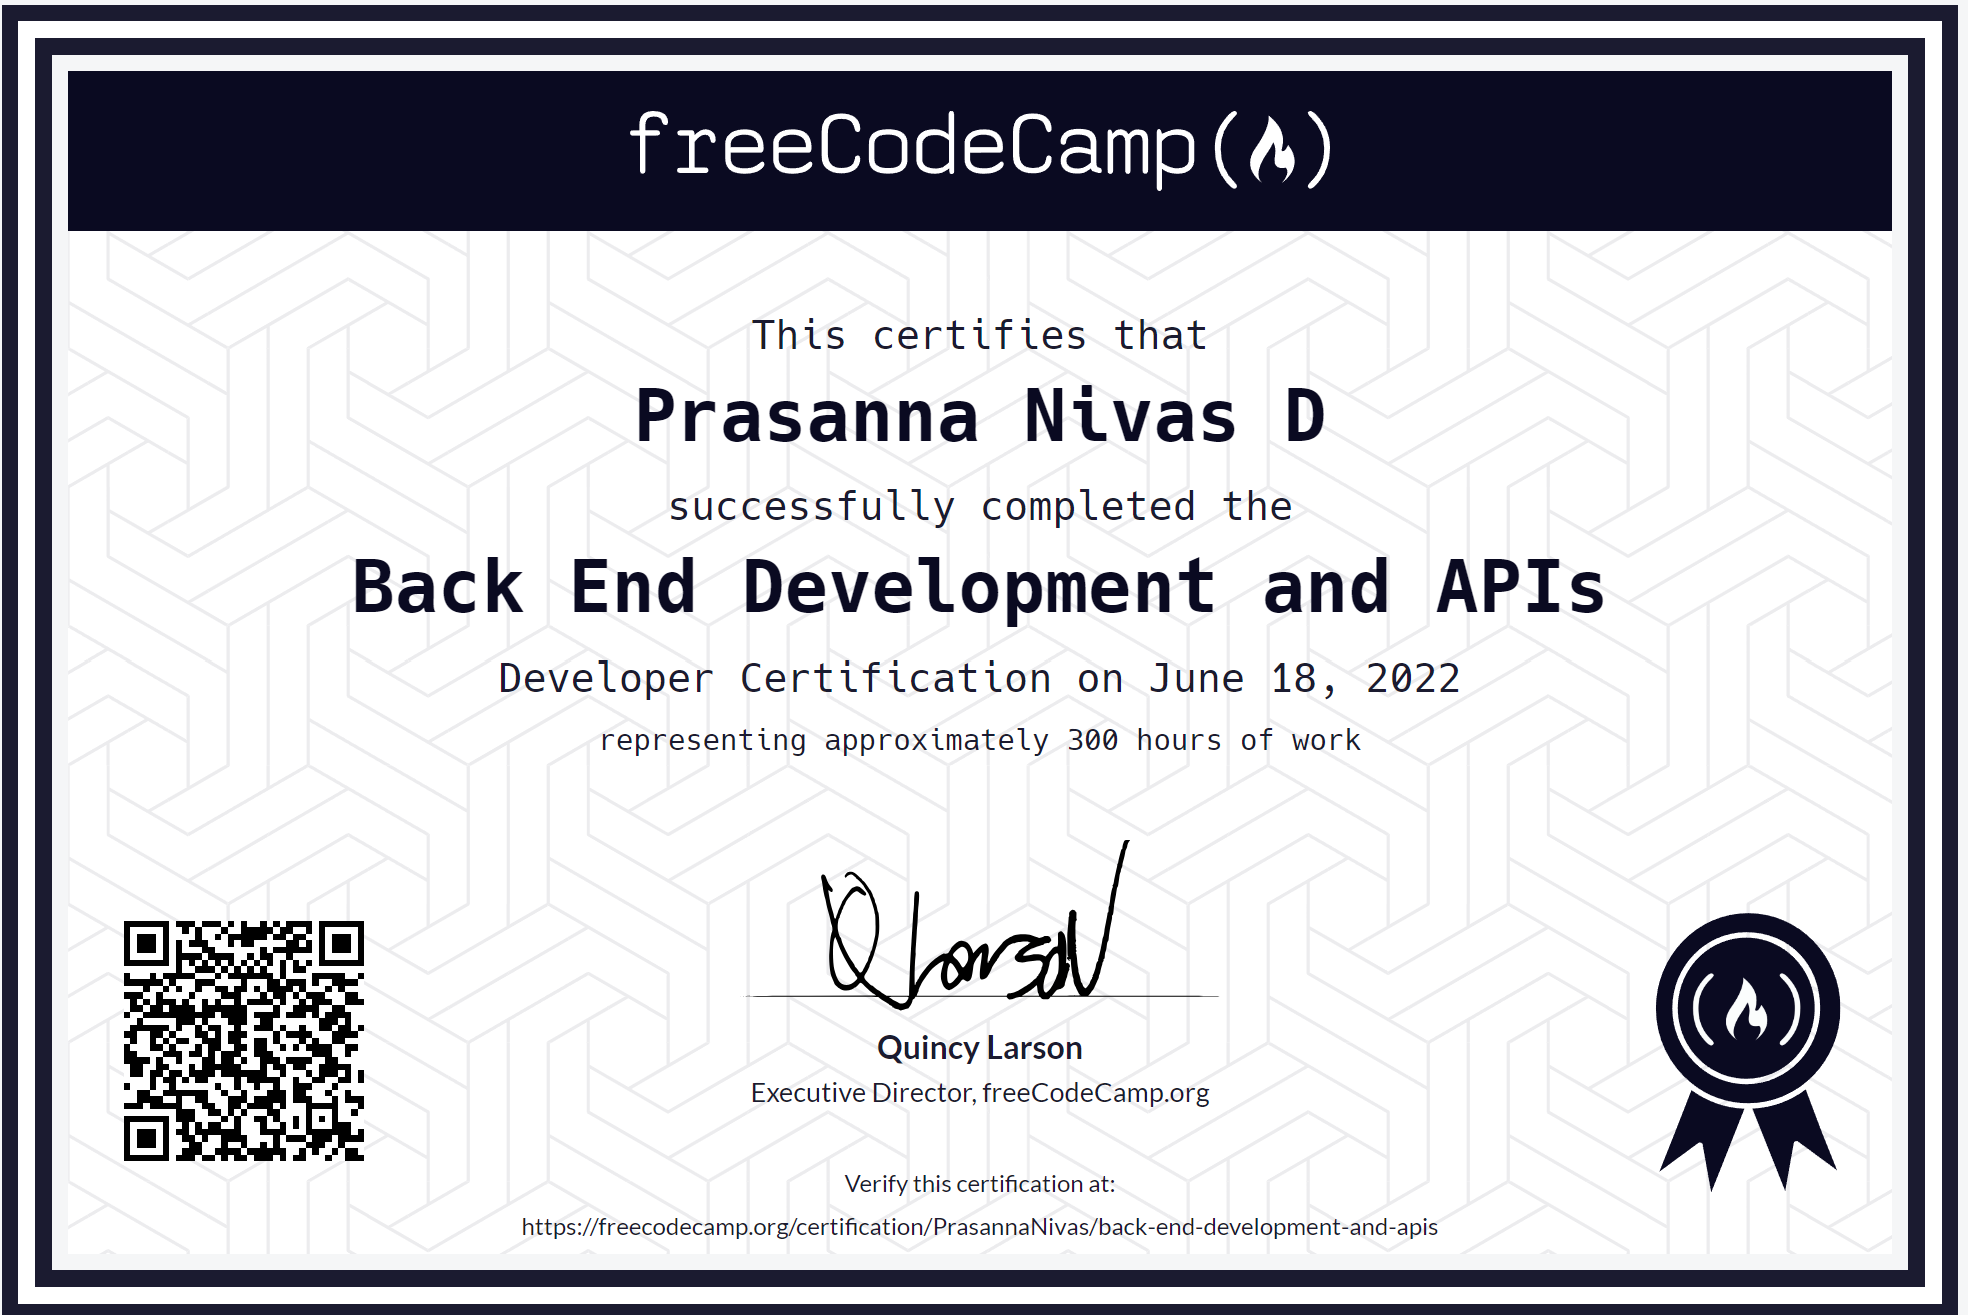 freeCodeCamp(🔥)
This certifies that
Prasanna Nivas D
successfully completed the
Back End Development and APIs
Developer Certification on June 18, 2022
representing approximately 300 hours of work
Quincy Larson
Executive Director, freeCodeCamp.org
Verify this certification at:
https://freecodecamp.org/certification/PrasannaNivas/back-end-development-and-apis